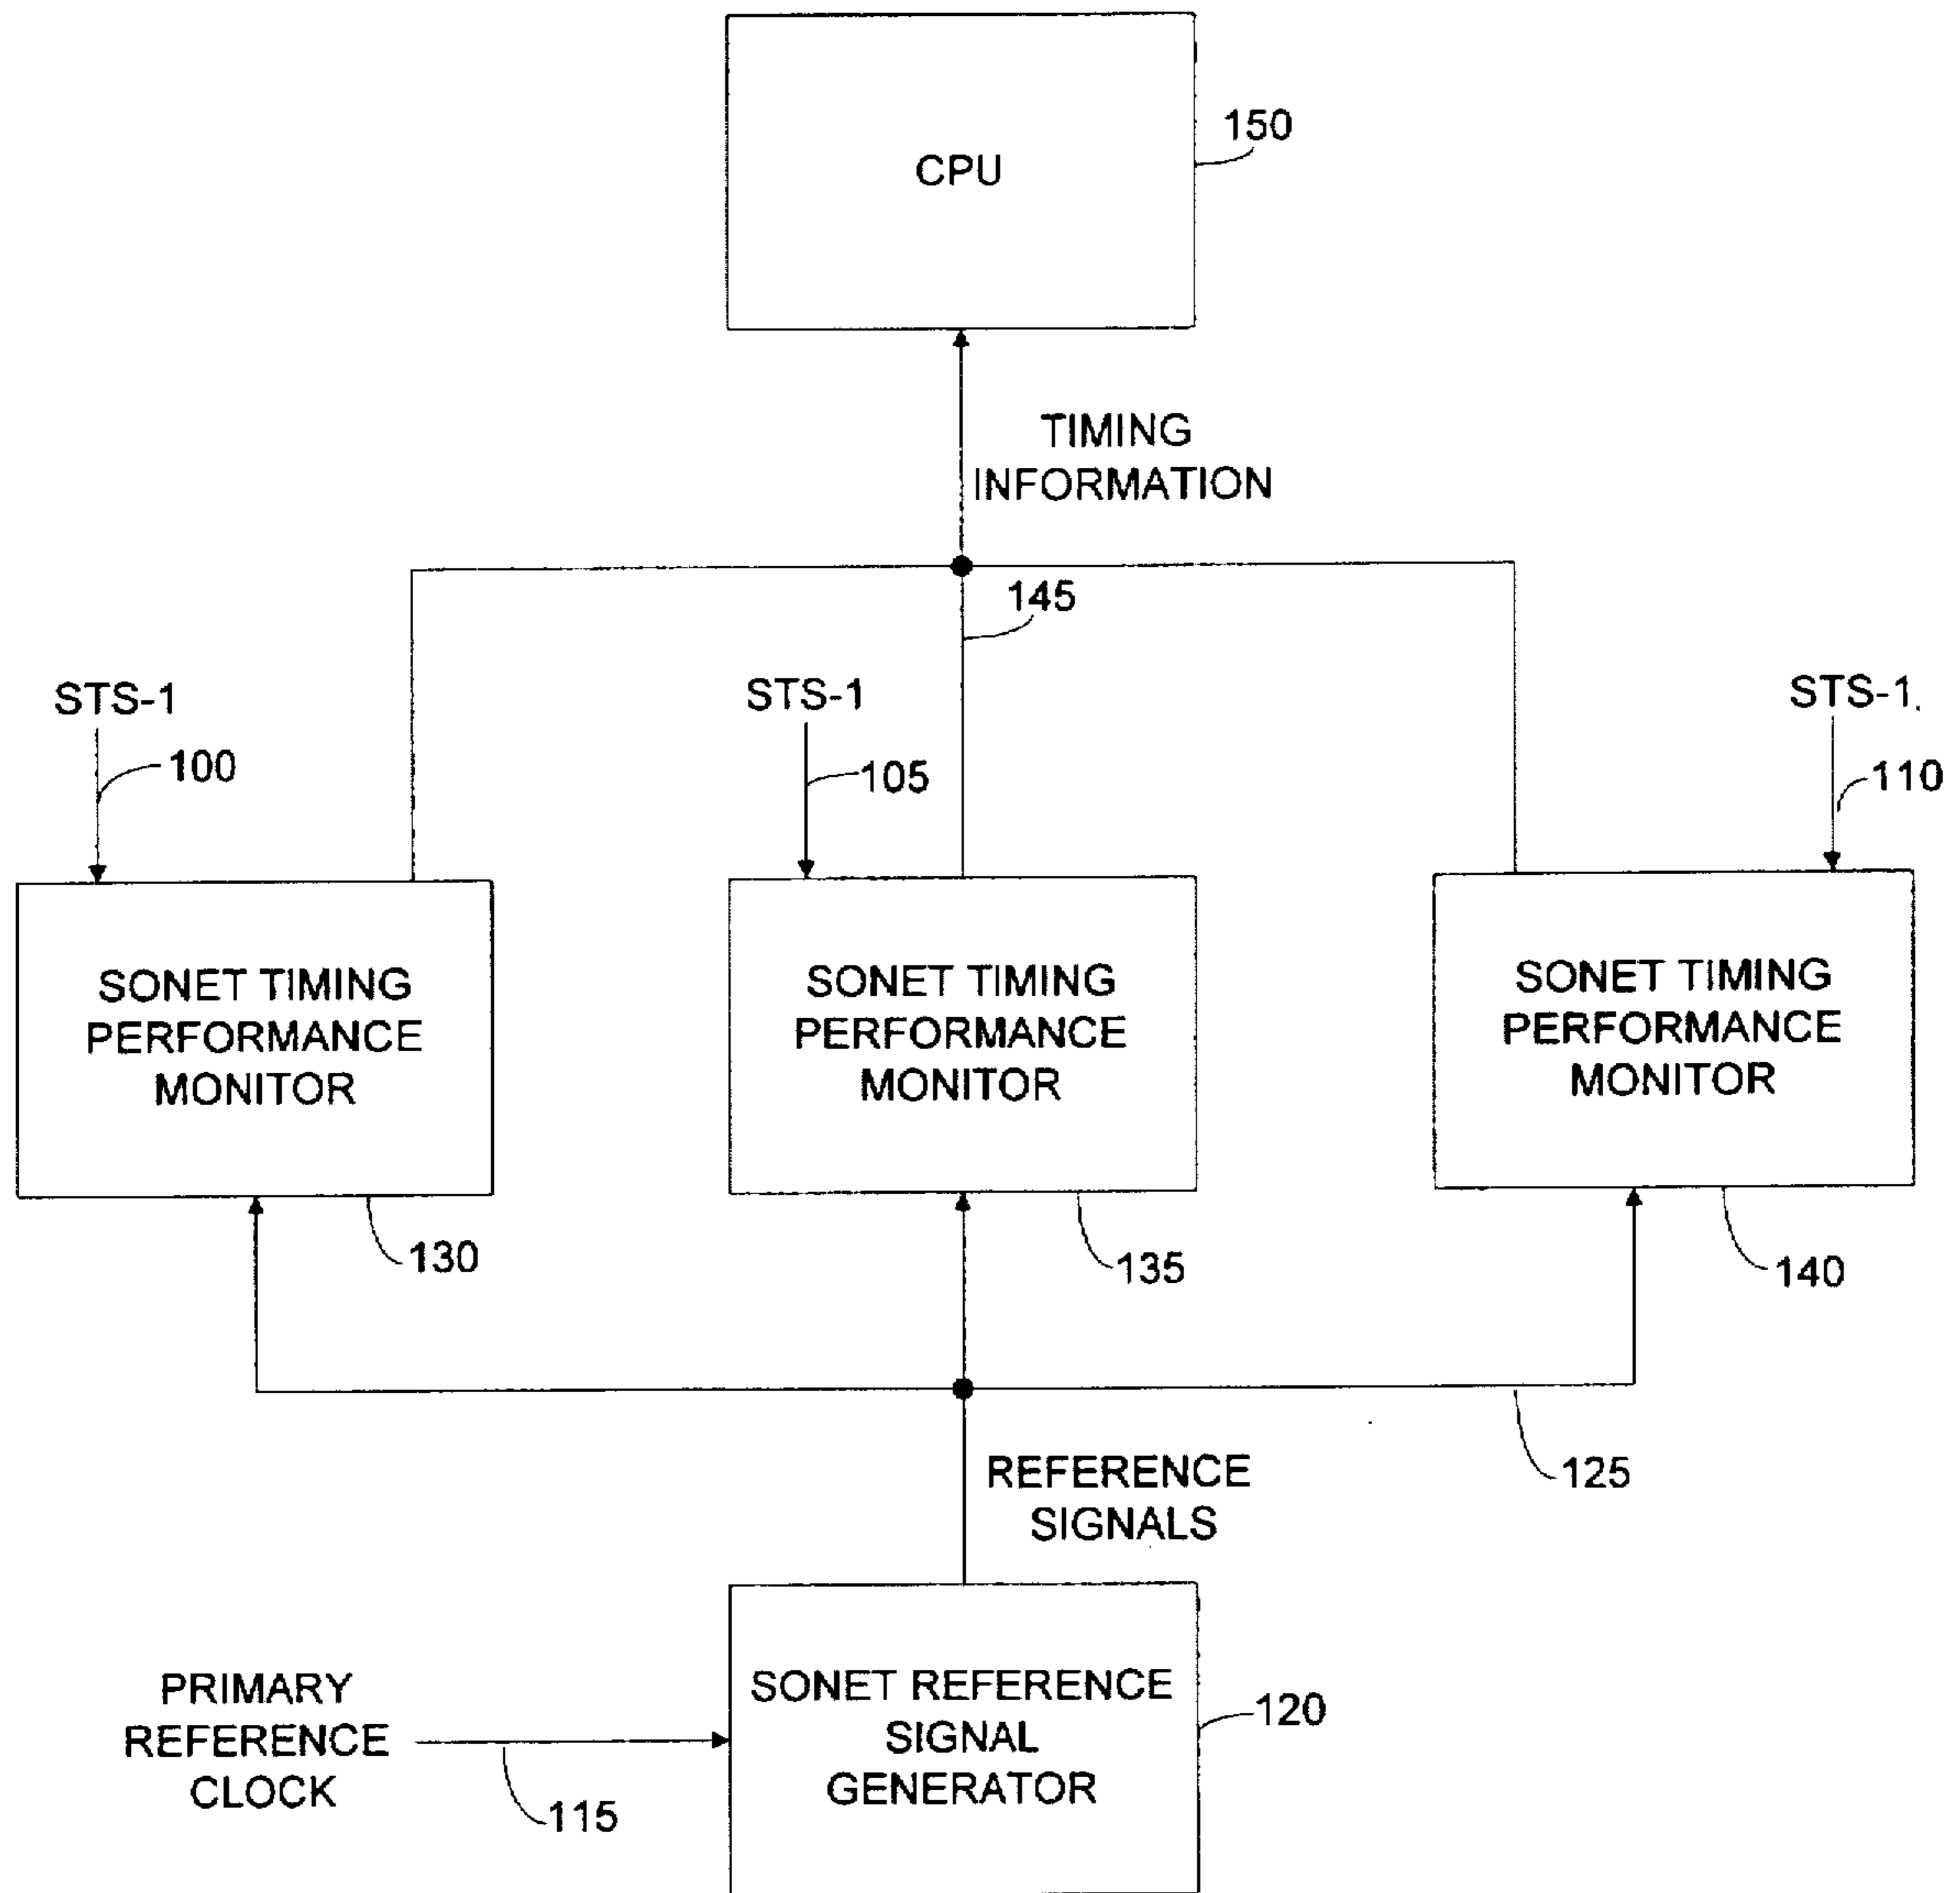 CPU
150
TIMING
INFORMATION
145
STS-1
100
STS-1
105
STS-1
110
SONET TIMING
PERFORMANCE
MONITOR
130
SONET TIMING
PERFORMANCE
MONITOR
135
SONET TIMING
PERFORMANCE
MONITOR
140
125
REFERENCE
SIGNALS
PRIMARY
REFERENCE
CLOCK
115
SONET REFERENCE
SIGNAL
GENERATOR
120